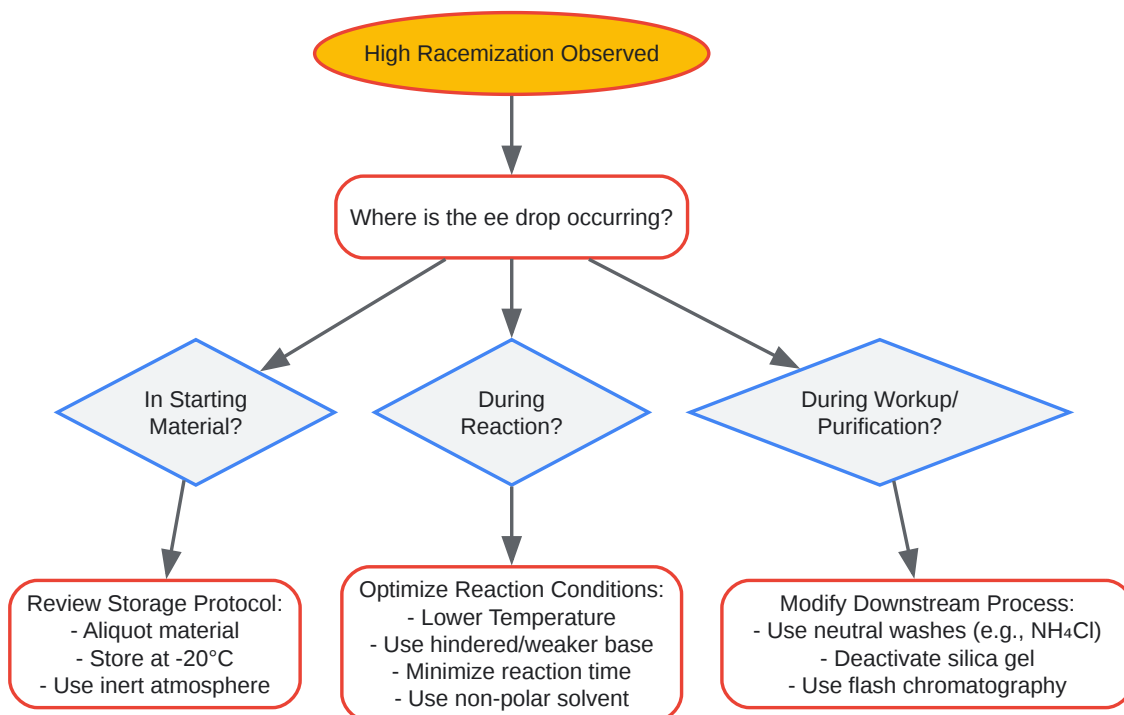 High Racemization Observed
Where is the ee drop occurring?
In Starting
Material?
During
Reaction?
During Workup/
Purification?
Review Storage Protocol:
- Aliquot material
- Store at -20°C
- Use inert atmosphere
Optimize Reaction Conditions:
- Lower Temperature
- Use hindered/weaker base
- Minimize reaction time
- Use non-polar solvent
Modify Downstream Process:
- Use neutral washes (e.g., NH₄Cl)
- Deactivate silica gel
- Use flash chromatography